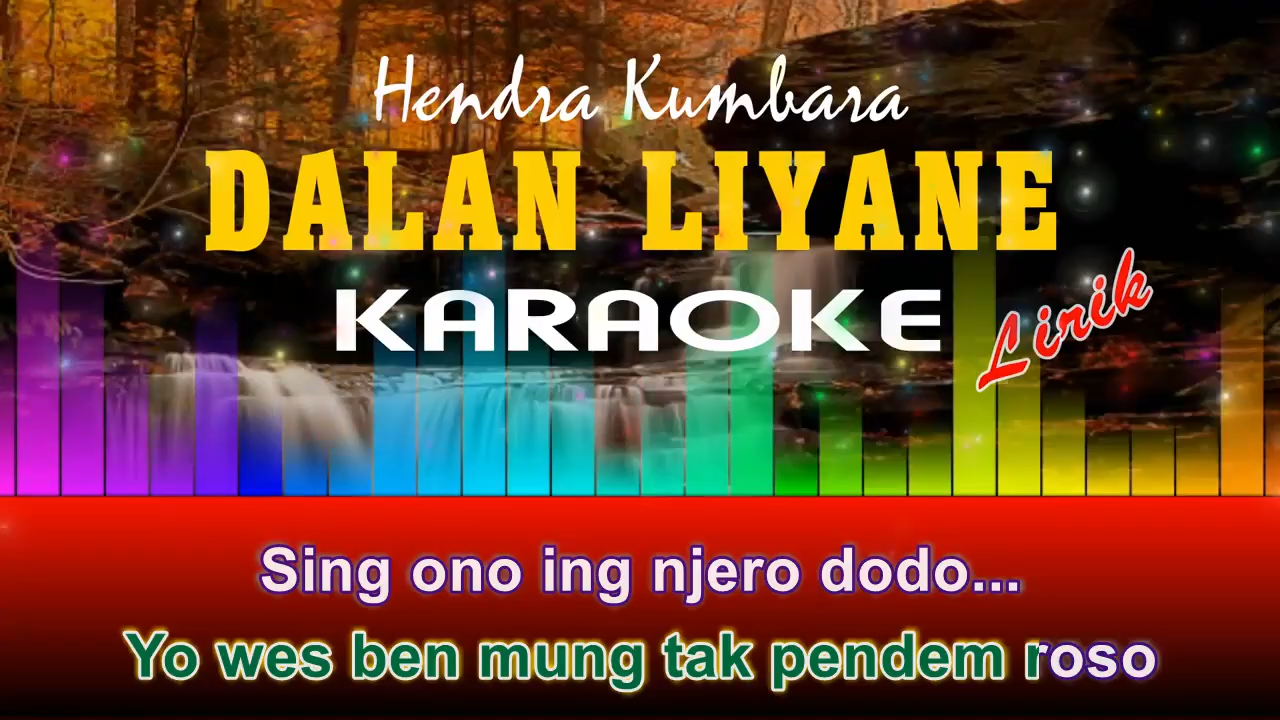 Hendra Kumbara
DALAN LIYANE
KARAOKE
Lirik
Sing ono ing njero dodo...
Yo wes ben mung tak pendem roso